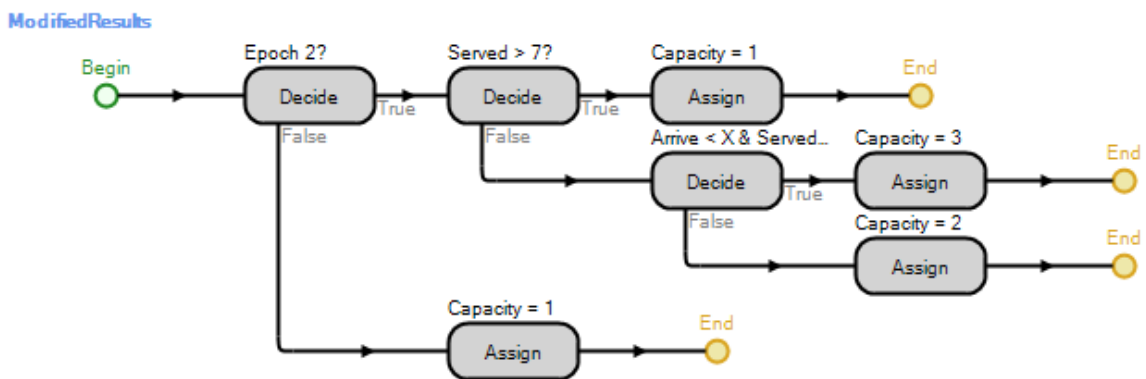 ModifiedResults
Epoch 2?
Served > 7?
Capacity = 1
Begin
End
Decide
Decide
Assign
True
True
False
False
Arrive < X & Served...
Capacity = 3
End
Decide
Assign
True
False
Capacity = 2
End
Assign
Capacity = 1
End
Assign